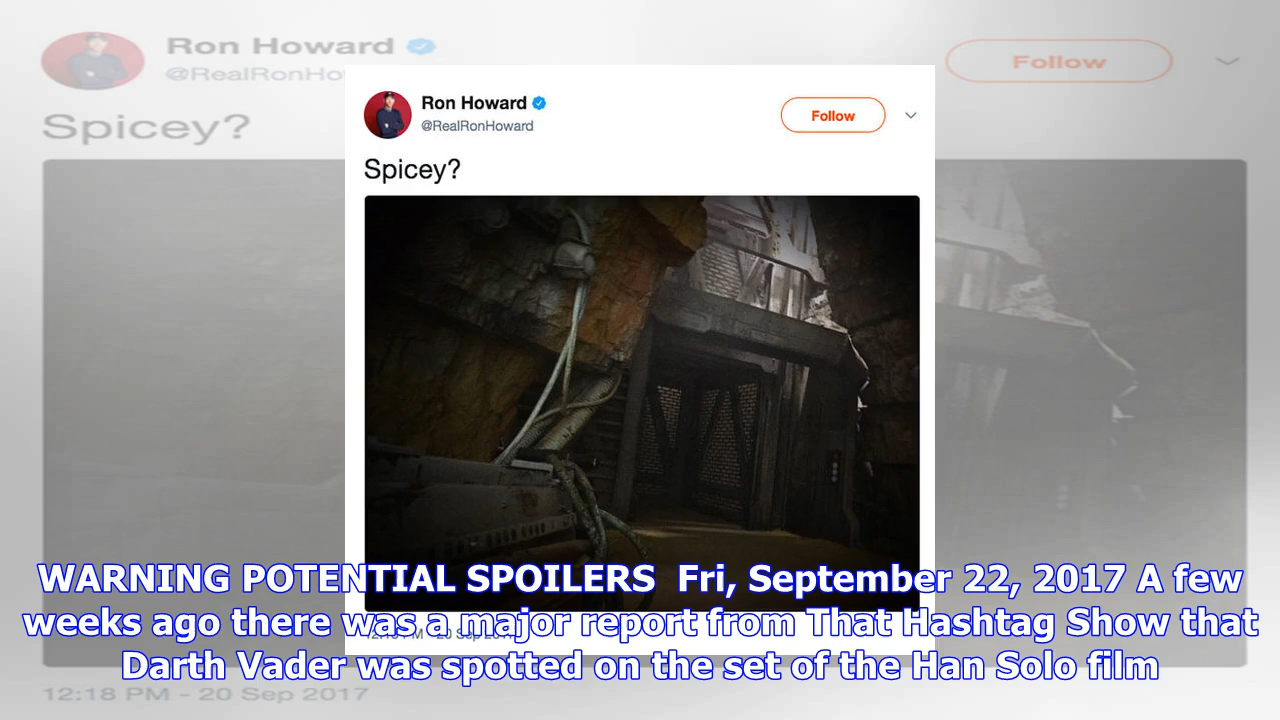 Ron Howard
@RealRonHo
Follow
Spicey?
Ron Howard
@RealRonHoward
Follow
Spicey?
WARNING POTENTIAL SPOILERS Fri, September 22, 2017 A few
weeks ago there was a major report from That Hashtag Show that
Darth Vader was spotted on the set of the Han Solo film
12:18 PM - 20 Sep 2017